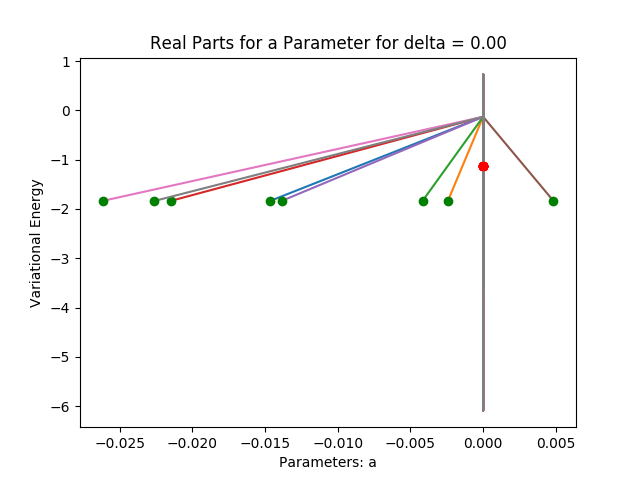 Real Parts for a Parameter for delta = 0.00
1
0
−1
−2
−3
−4
−5
−6
Variational Energy
−0.025 −0.020 −0.015 −0.010 −0.005 0.000 0.005
Parameters: a